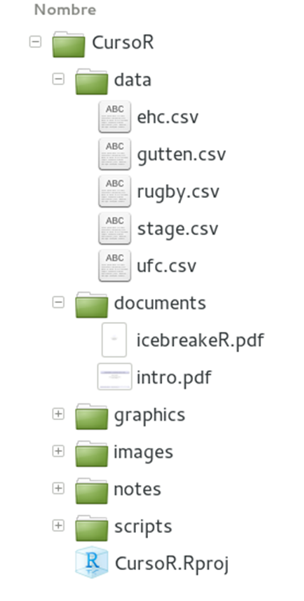 Nombre
CursoR
data
ABC ehc.csv
ABC gutten.csv
ABC rugby.csv
ABC stage.csv
ABC ufc.csv
documents
icebreakeR.pdf
intro.pdf
graphics
images
notes
scripts
R CursoR.Rproj